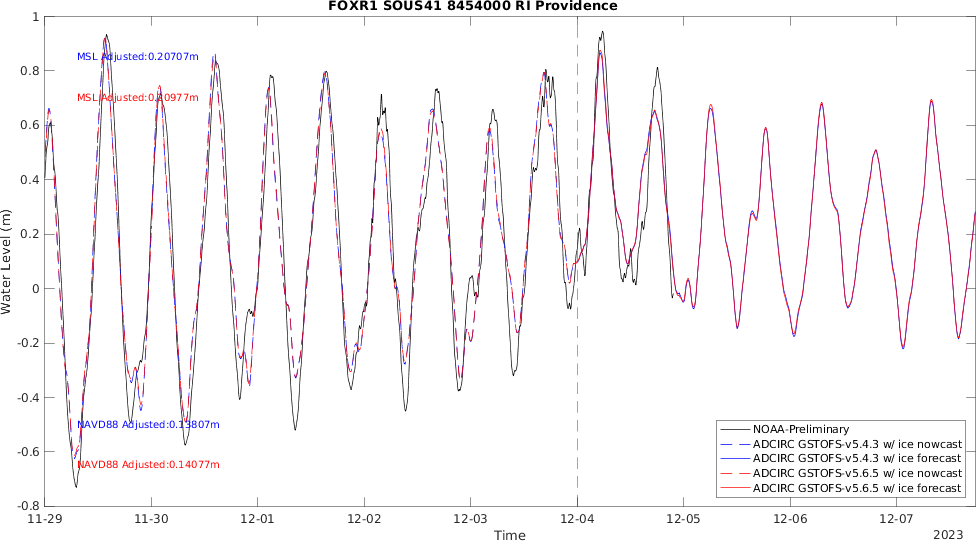 FOXR1 SOUS41 8454000 RI Providence
1
0.8
0.6
0.4
0.2
0
-0.2
-0.4
-0.6
-0.8
Water Level (m)
MSL Adjusted:0.20707m
MSL Adjusted:0.20977m
NAVD88 Adjusted:0.13807m
NAVD88 Adjusted:0.14077m
NOAA-Preliminary
ADCIRC GSTOFS-v5.4.3 w/ ice nowcast
ADCIRC GSTOFS-v5.4.3 w/ ice forecast
ADCIRC GSTOFS-v5.6.5 w/ ice nowcast
ADCIRC GSTOFS-v5.6.5 w/ ice forecast
11-29 11-30 12-01 12-02 12-03 12-04 12-05 12-06 12-07
Time
2023